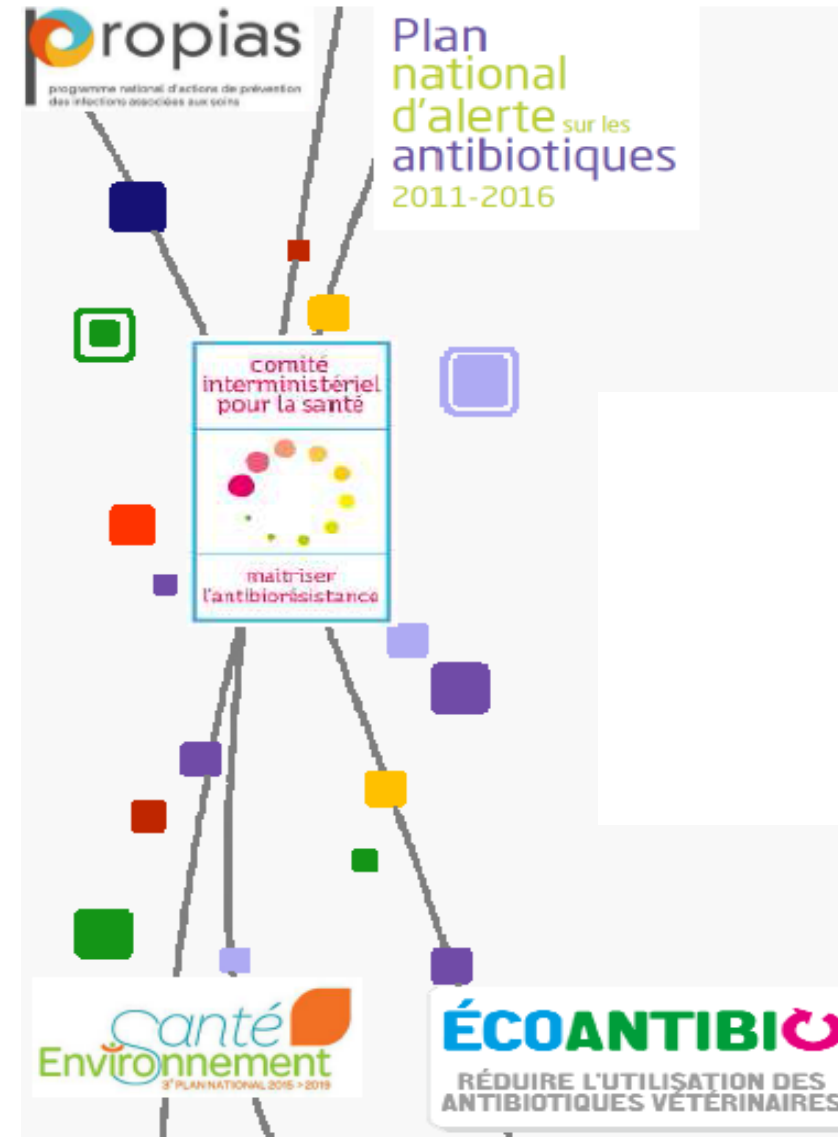 propias
programme national d'actions de prévention
des infections associées aux soins
Plan
national
d'alerte sur les
antibiotiques
2011-2016
comité
interministériel
pour la santé
maitriser
l'antibiorésistance
Santé
Environnement
3e PLAN NATIONAL 2015 > 2019
ÉCOANTIBIO
RÉDUIRE L'UTILISATION DES
ANTIBIOTIQUES VÉTÉRINAIRES